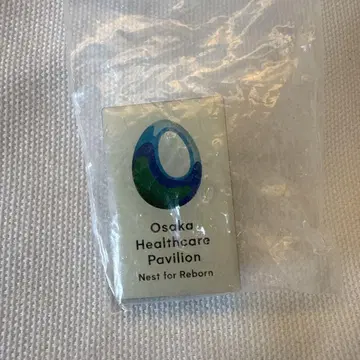 Osaka
Healthcare
Pavilion
Nest for Reborn